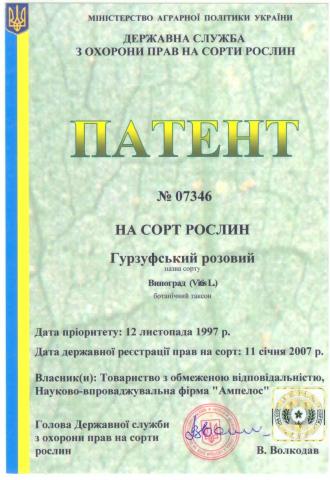 МІНІСТЕРСТВО АГРАРНОЇ ПОЛІТИКИ УКРАЇНИ
ДЕРЖАВНА СЛУЖБА
З ОХОРОНИ ПРАВ НА СОРТИ РОСЛИН
ПАТЕНТ
№ 07346
НА СОРТ РОСЛИН
Гурзуфський розовий
назва сорту
Виноград (Vitis L.)
ботанічний таксон
Дата пріоритету: 12 листопада 1997 р.
Дата державної реєстрації прав на сорт: 11 січня 2007 р.
Власник(и): Товариство з обмеженою відповідальністю,
Науково-впроваджувальна фірма "Ампелос".
Голова Державної служби
з охорони прав на сорти
рослин
В. Волкодав